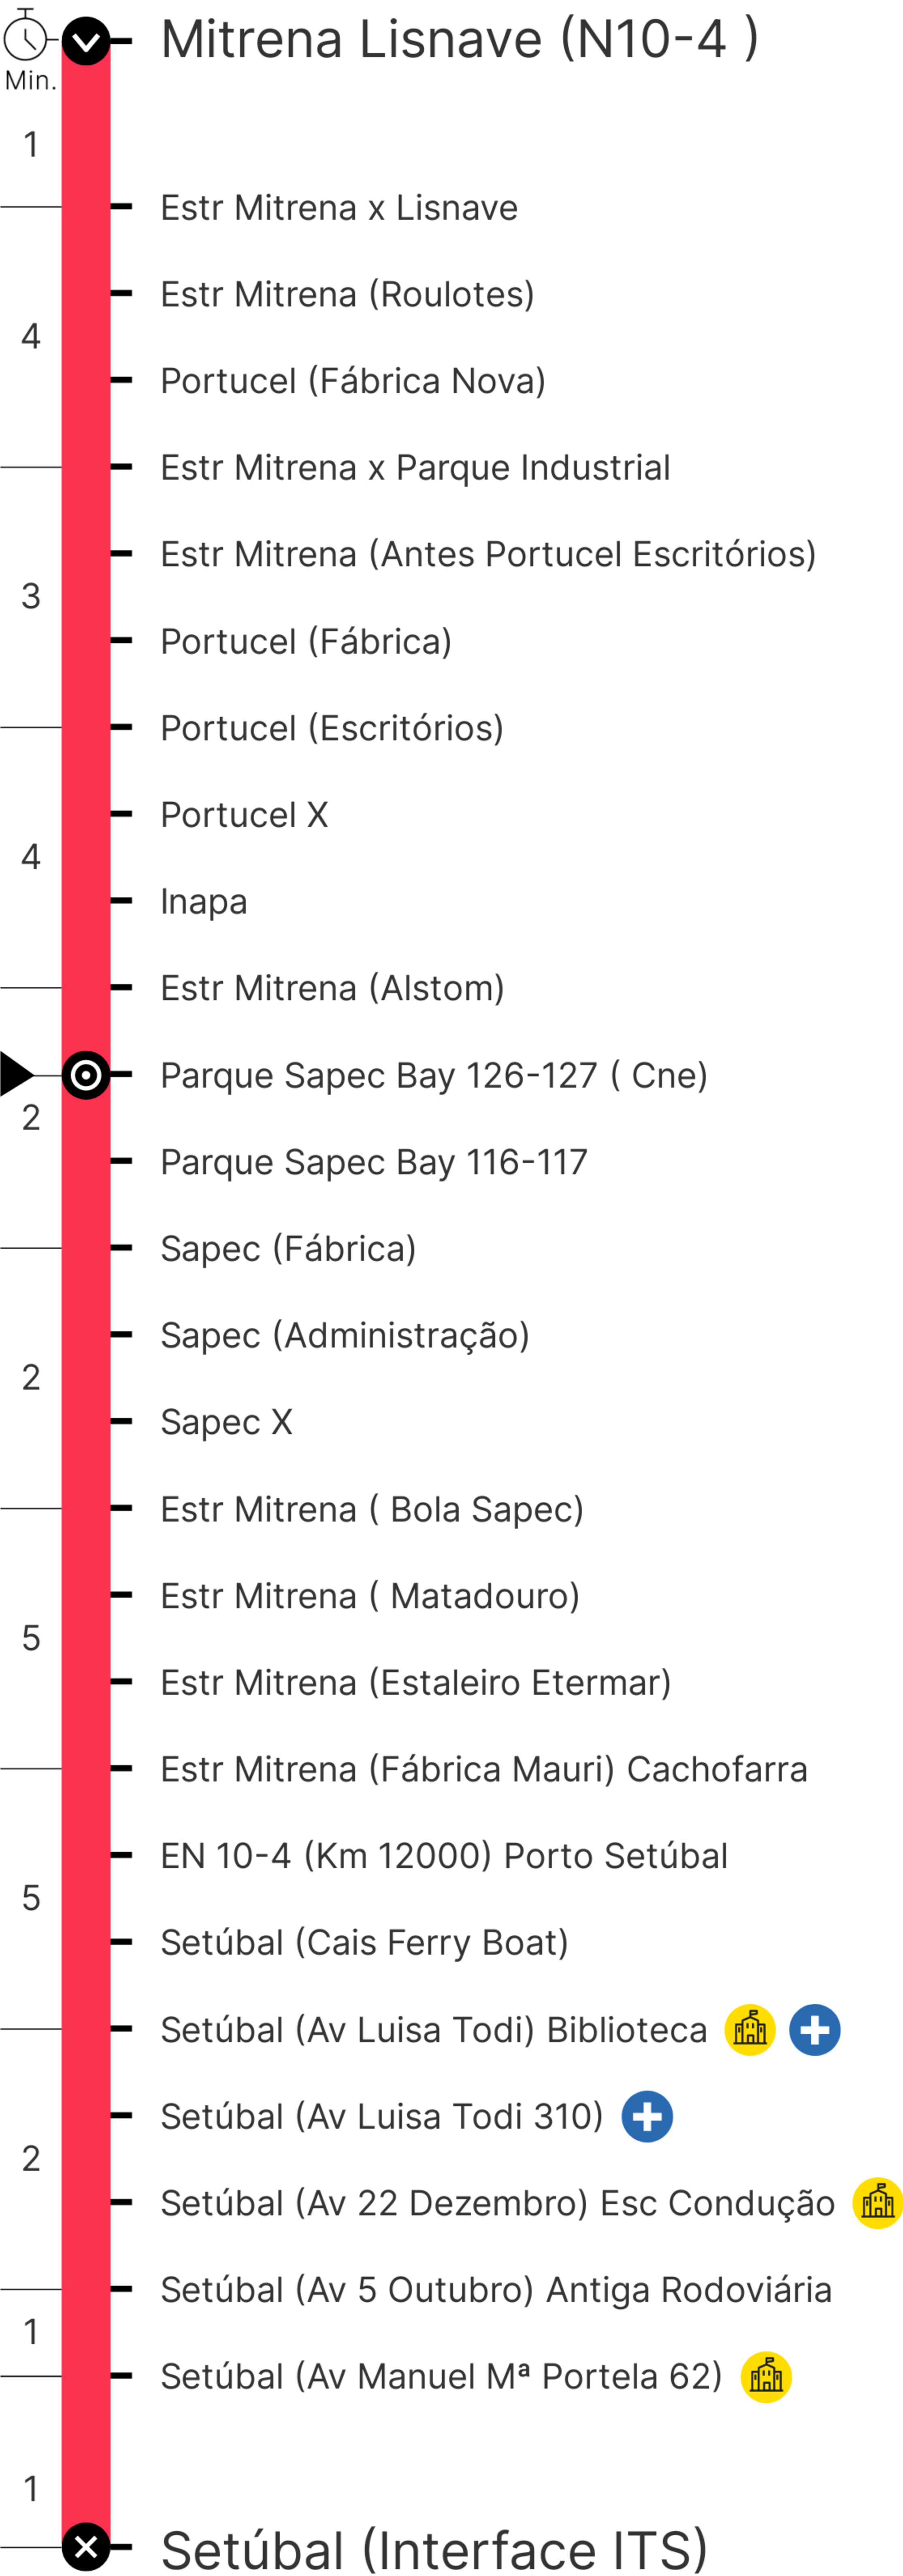 Mitrena Lisnave (N10-4 )
Min.
1
Estr Mitrena x Lisnave
Estr Mitrena (Roulotes)
4
Portucel (Fábrica Nova)
Estr Mitrena x Parque Industrial
Estr Mitrena (Antes Portucel Escritórios)
3
Portucel (Fábrica)
Portucel (Escritórios)
Portucel X
4
Inapa
Estr Mitrena (Alstom)
Parque Sapec Bay 126-127 ( Cne)
2
Parque Sapec Bay 116-117
Sapec (Fábrica)
Sapec (Administração)
2
Sapec X
Estr Mitrena ( Bola Sapec)
Estr Mitrena ( Matadouro)
5
Estr Mitrena (Estaleiro Etermar)
Estr Mitrena (Fábrica Mauri) Cachofarra
EN 10-4 (Km 12000) Porto Setúbal
5
Setúbal (Cais Ferry Boat)
Setúbal (Av Luisa Todi) Biblioteca
Setúbal (Av Luisa Todi 310)
2
Setúbal (Av 22 Dezembro) Esc Condução
Setúbal (Av 5 Outubro) Antiga Rodoviária
1
Setúbal (Av Manuel Mª Portela 62)
1
Setúbal (Interface ITS)